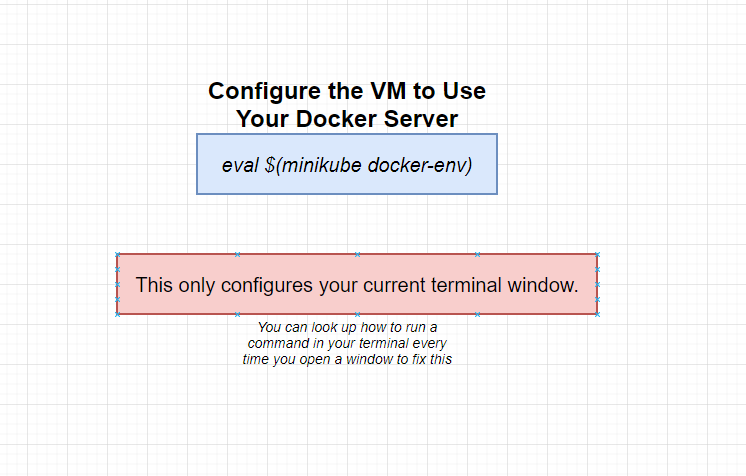 Configure the VM to Use
Your Docker Server
eval $(minikube docker-env)
This only configures your current terminal window.
You can look up how to run a
command in your terminal every
time you open a window to fix this